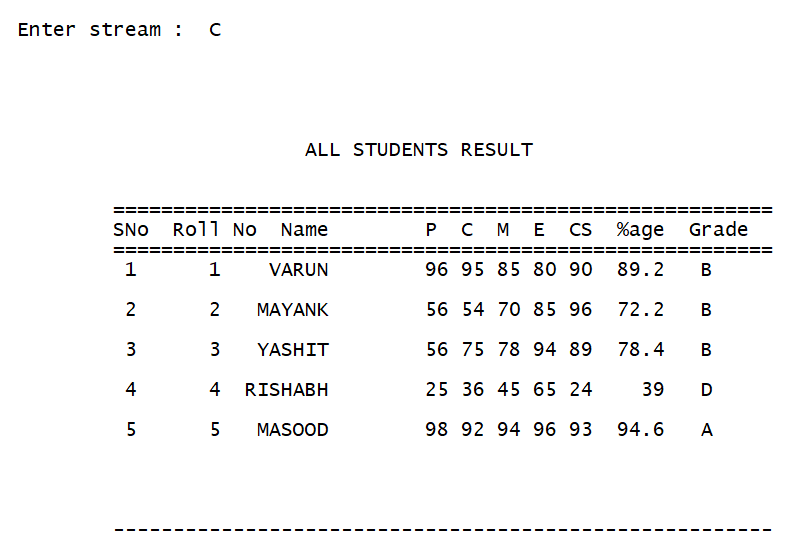 Enter stream :  C
ALL STUDENTS RESULT
=======================================================
SNo  Roll No  Name        P  C  M  E  CS  %age  Grade
=======================================================
1      1    VARUN        96 95 85 80 90  89.2   B
2      2   MAYANK        56 54 70 85 96  72.2   B
3      3   YASHIT        56 75 78 94 89  78.4   B
4      4  RISHABH        25 36 45 65 24    39   D
5      5   MASOOD        98 92 94 96 93  94.6   A
-------------------------------------------------------